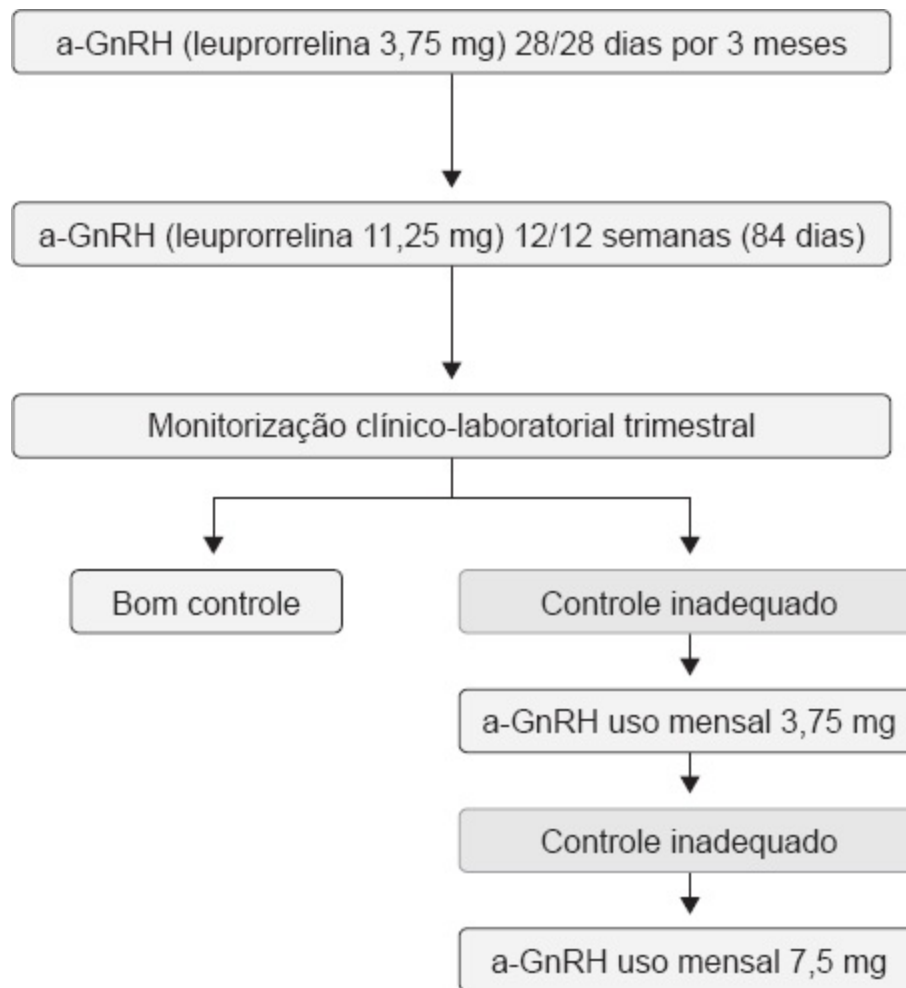 a-GnRH (leuprorrelina 3,75 mg) 28/28 dias por 3 meses
a-GnRH (leuprorrelina 11,25 mg) 12/12 semanas (84 dias)
Monitorização clínico-laboratorial trimestral
Bom controle
Controle inadequado
a-GnRH uso mensal 3,75 mg
Controle inadequado
a-GnRH uso mensal 7,5 mg